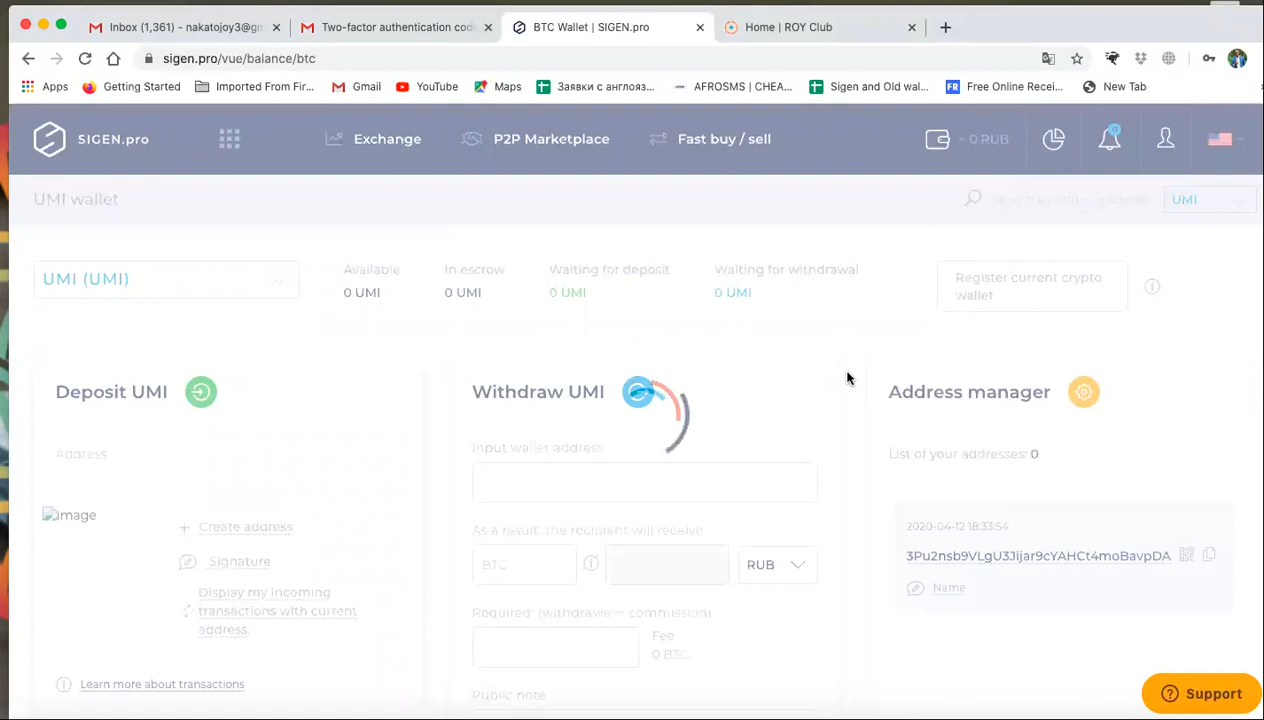 Inbox (1,361) - nakatojoy3@gm
Two-factor authentication cod
BTC Wallet | SIGEN.pro
Home | ROY Club
sigen.pro/vue/balance/btc
Apps
Getting Started
Imported From Fir...
Gmail
YouTube
Maps
Заявки с англояз...
AFROSMS | CHEA...
Sigen and Old wal...
Free Online Recei...
New Tab
SIGEN.pro
Exchange
P2P Marketplace
Fast buy / sell
~ 0 RUB
0
UMI wallet
UMI
UMI (UMI)
Available
0 UMI
In escrow
0 UMI
Waiting for deposit
0 UMI
Waiting for withdrawal
0 UMI
Register current crypto
wallet
Deposit UMI
Address
image
Create address
Signature
Display my incoming
transactions with current
address.
Learn more about transactions
Withdraw UMI
Input wallet address
As a result, the recipient will receive
BTC
RUB
Required (withdrawal + commission)
Fee
0 BTC
Public note
Address manager
List of your addresses: 0
2020-04-12 18:33:54
3Pu2nsb9VLgU3Jijar9cYAHCt4moBavpDA
Name
Support